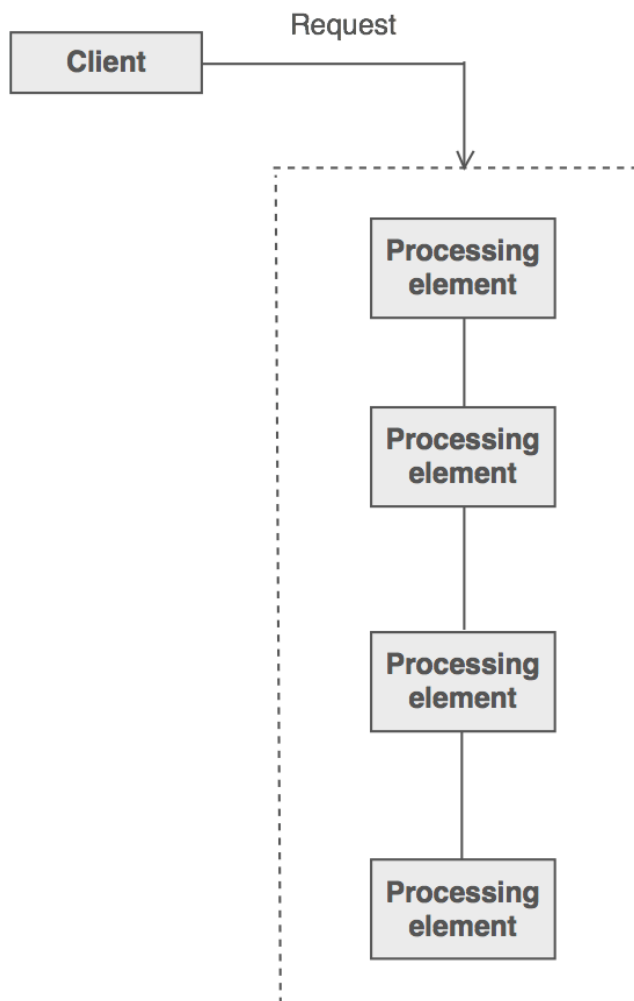 Request
Client
Processing
element
Processing
element
Processing
element
Processing
element